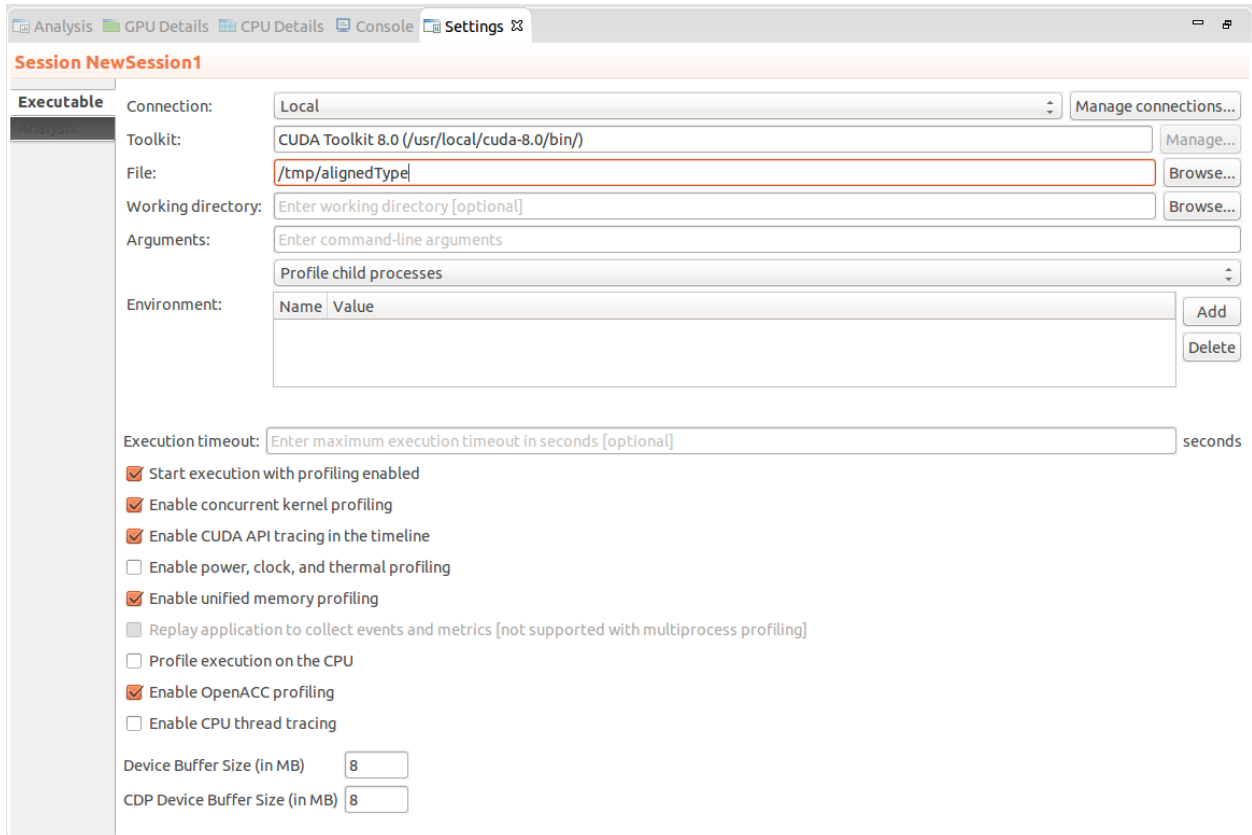 Analysis GPU Details CPU Details Console Settings
Session NewSession1
Executable
Analysis
Connection: Local Manage connections...
Toolkit: CUDA Toolkit 8.0 (/usr/local/cuda-8.0/bin/) Manage...
File: /tmp/alignedType Browse...
Working directory: Enter working directory [optional] Browse...
Arguments: Enter command-line arguments
Profile child processes
Environment: Name Value Add
Delete
Execution timeout: Enter maximum execution timeout in seconds [optional] seconds
Start execution with profiling enabled
Enable concurrent kernel profiling
Enable CUDA API tracing in the timeline
Enable power, clock, and thermal profiling
Enable unified memory profiling
Replay application to collect events and metrics [not supported with multiprocess profiling]
Profile execution on the CPU
Enable OpenACC profiling
Enable CPU thread tracing
Device Buffer Size (in MB) 8
CDP Device Buffer Size (in MB) 8